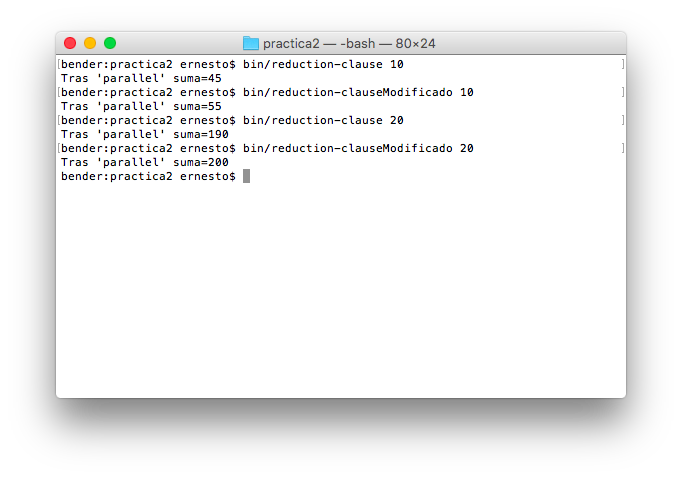 practica2 — -bash — 80×24
[bender:practica2 ernesto$ bin/reduction-clause 10 ]
Tras 'parallel' suma=45
[bender:practica2 ernesto$ bin/reduction-clauseModificado 10 ]
Tras 'parallel' suma=55
[bender:practica2 ernesto$ bin/reduction-clause 20 ]
Tras 'parallel' suma=190
[bender:practica2 ernesto$ bin/reduction-clauseModificado 20 ]
Tras 'parallel' suma=200
bender:practica2 ernesto$